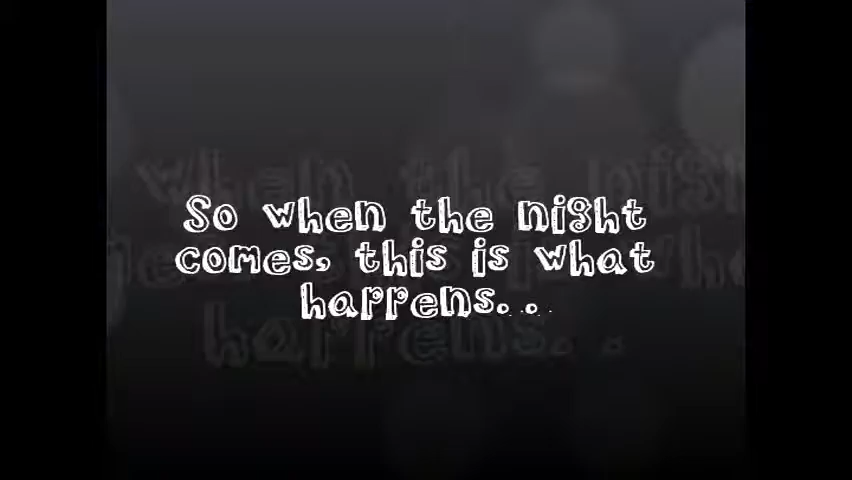 So when the night
comes, this is what
happens...